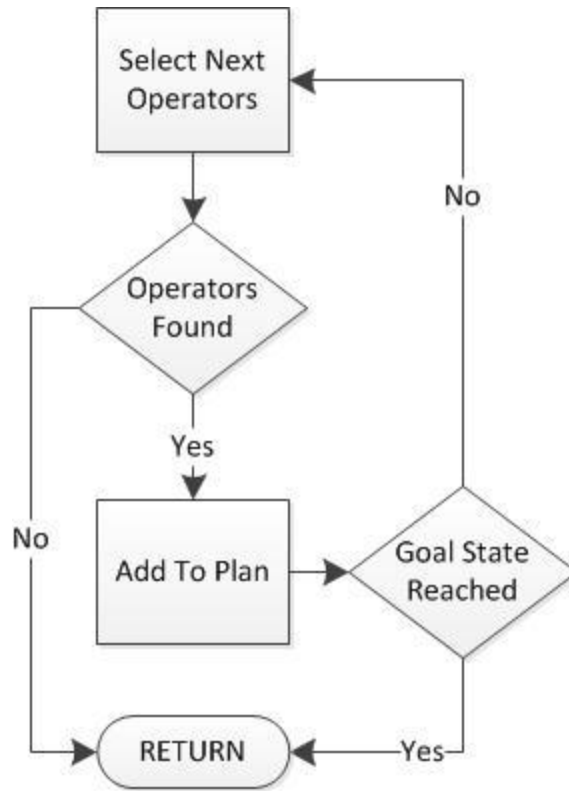 Select Next
Operators
No
Operators
Found
Yes
No
Add To Plan
Goal State
Reached
RETURN
Yes